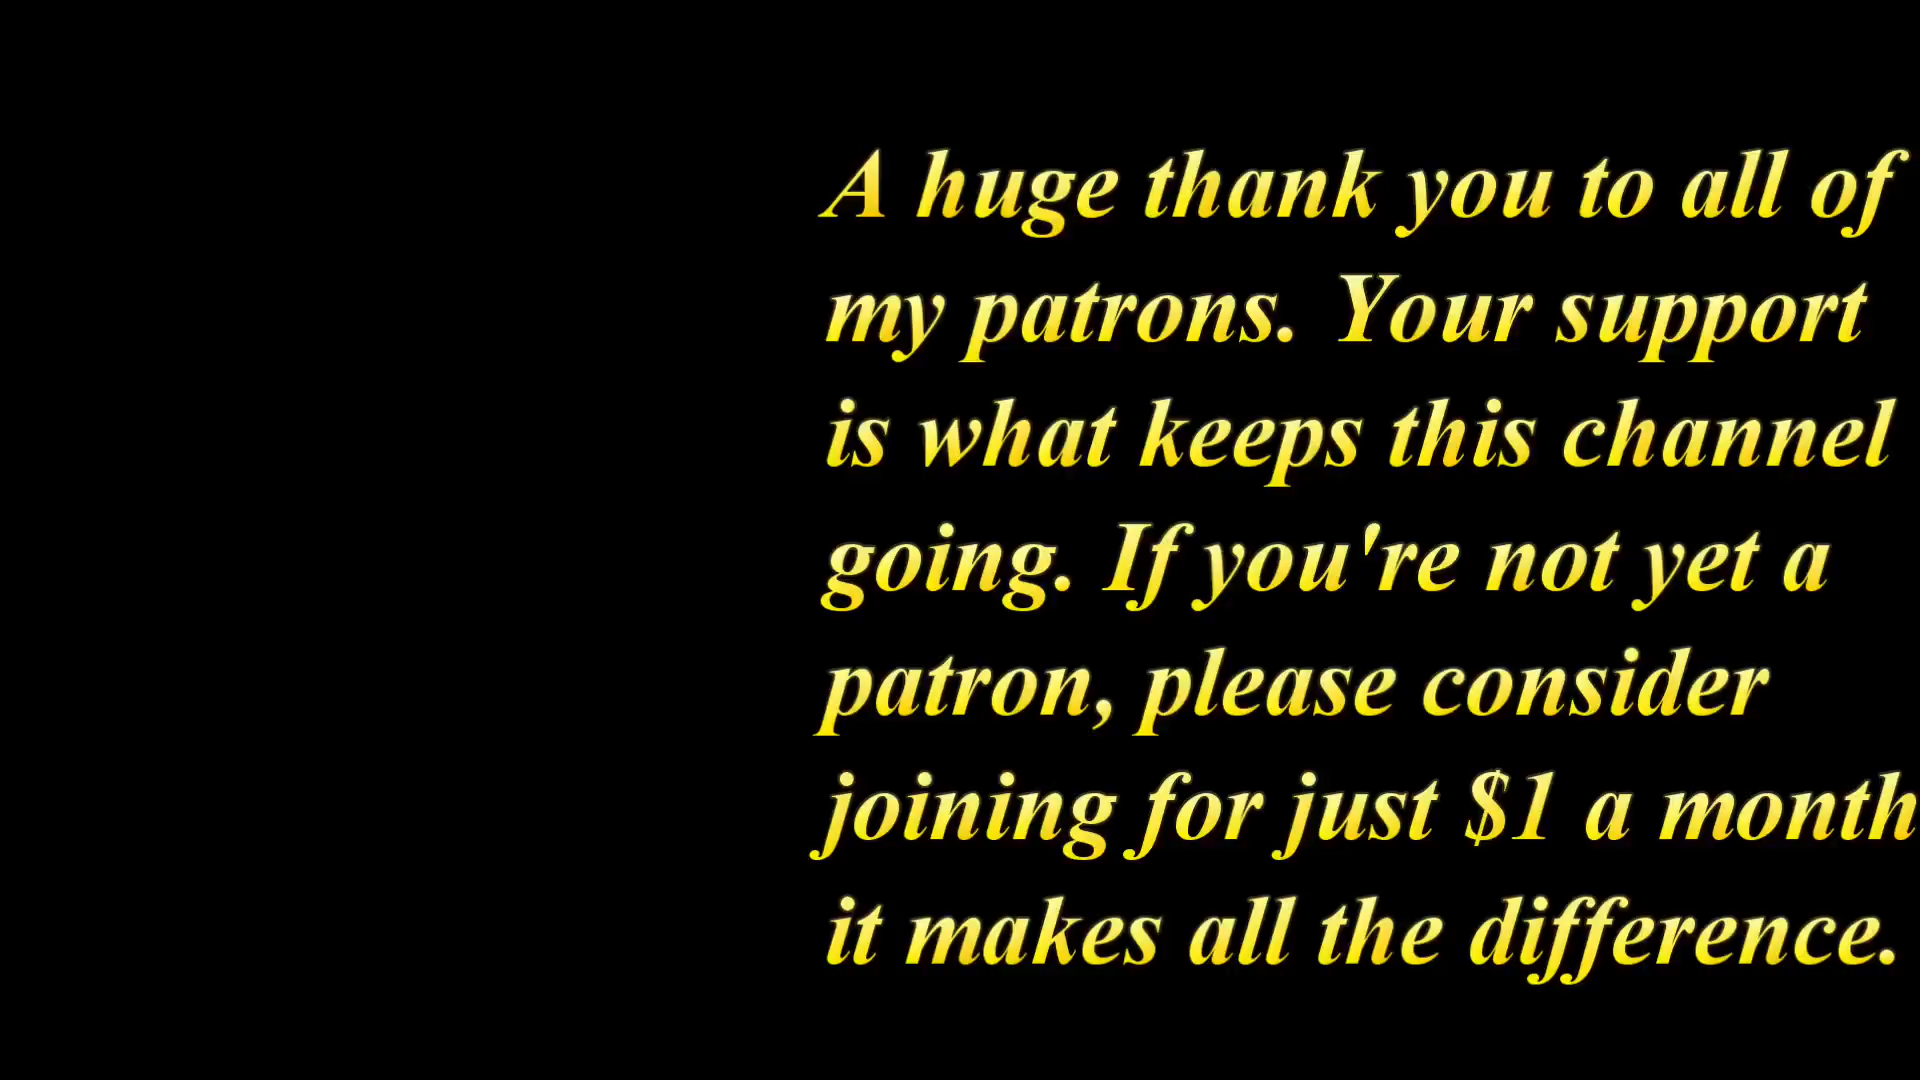 A huge thank you to all of
my patrons. Your support
is what keeps this channel
going. If you're not yet a
patron, please consider
joining for just $1 a month
it makes all the difference.